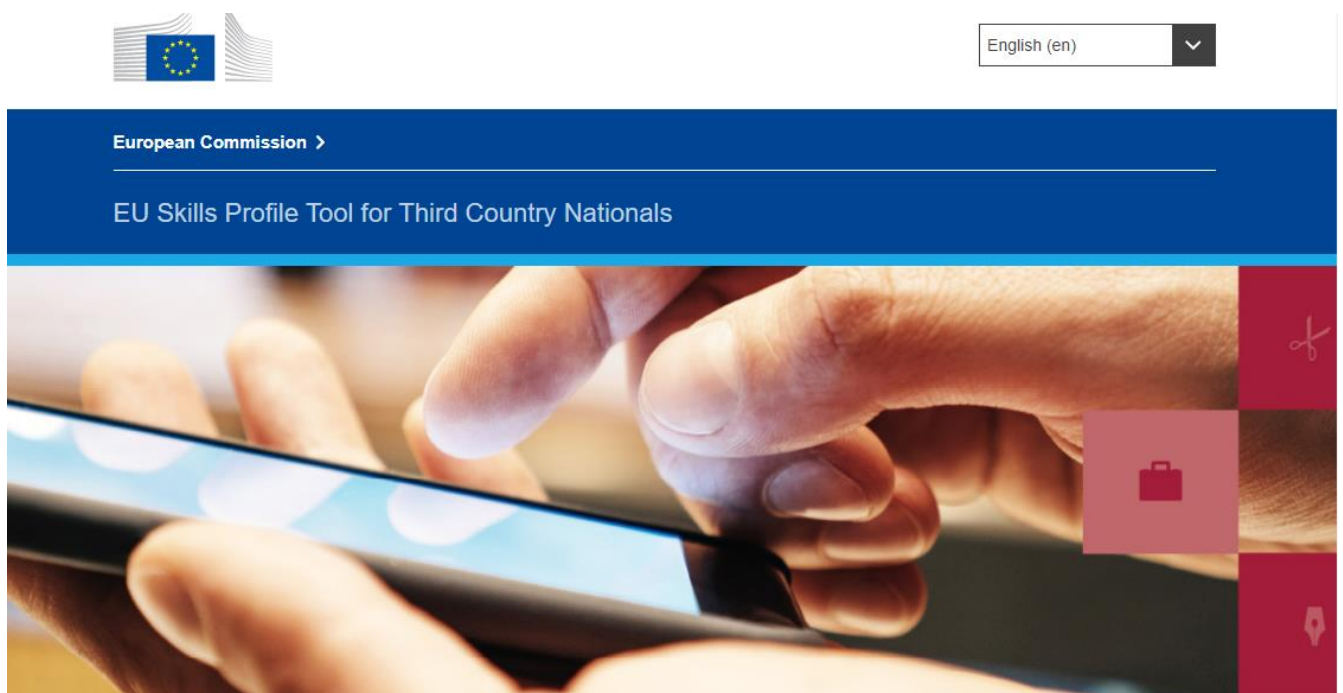 English (en)
European Commission >
EU Skills Profile Tool for Third Country Nationals